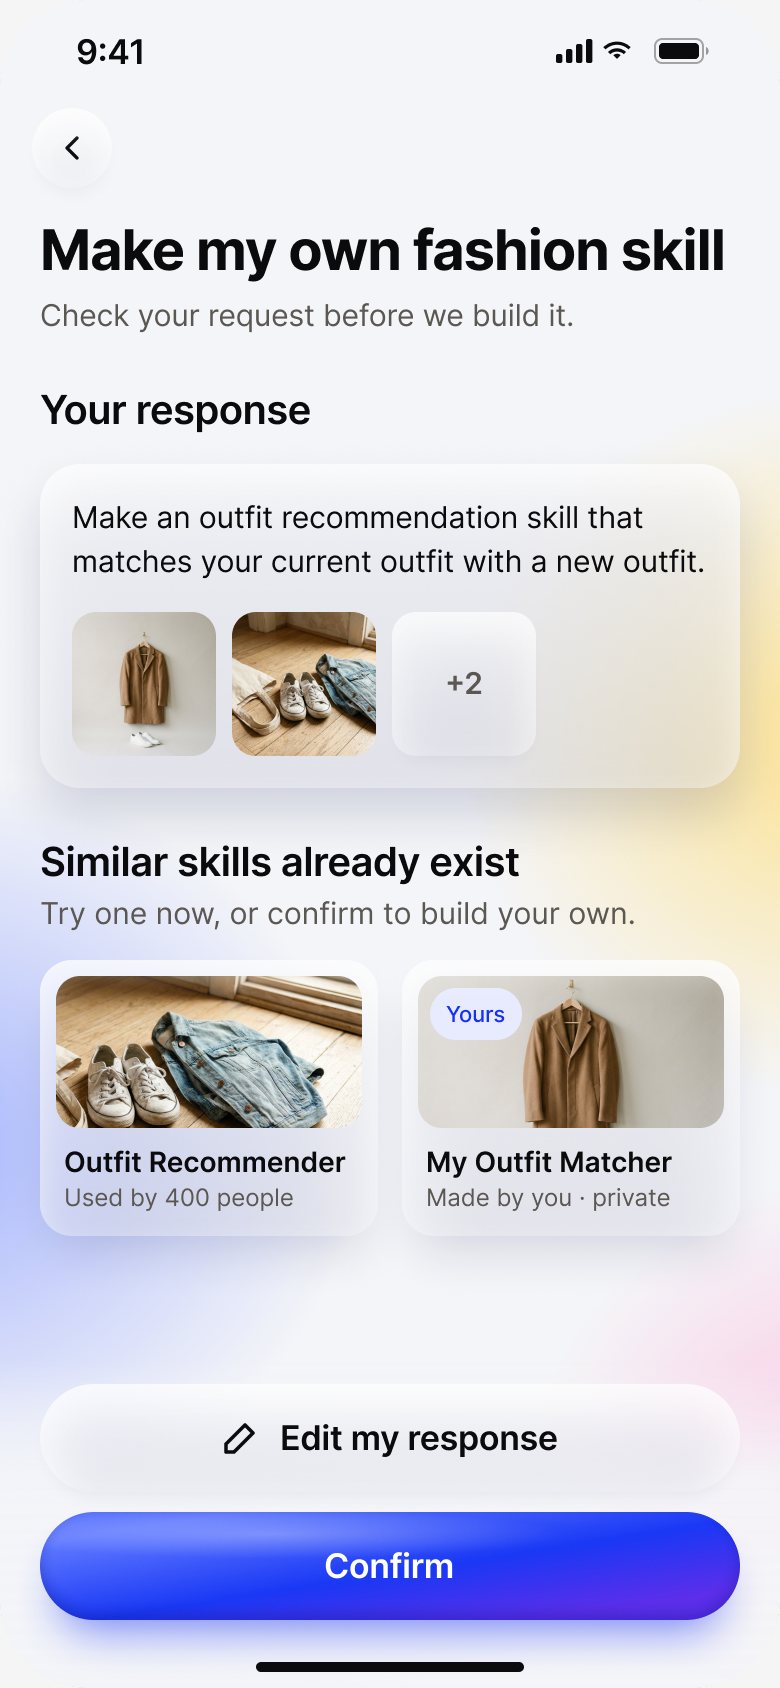 9:41
Make my own fashion skill
Check your request before we build it.
Your response
Make an outfit recommendation skill that
matches your current outfit with a new outfit.
+2
Similar skills already exist
Try one now, or confirm to build your own.
Yours
Outfit Recommender
Used by 400 people
My Outfit Matcher
Made by you · private
Edit my response
Confirm